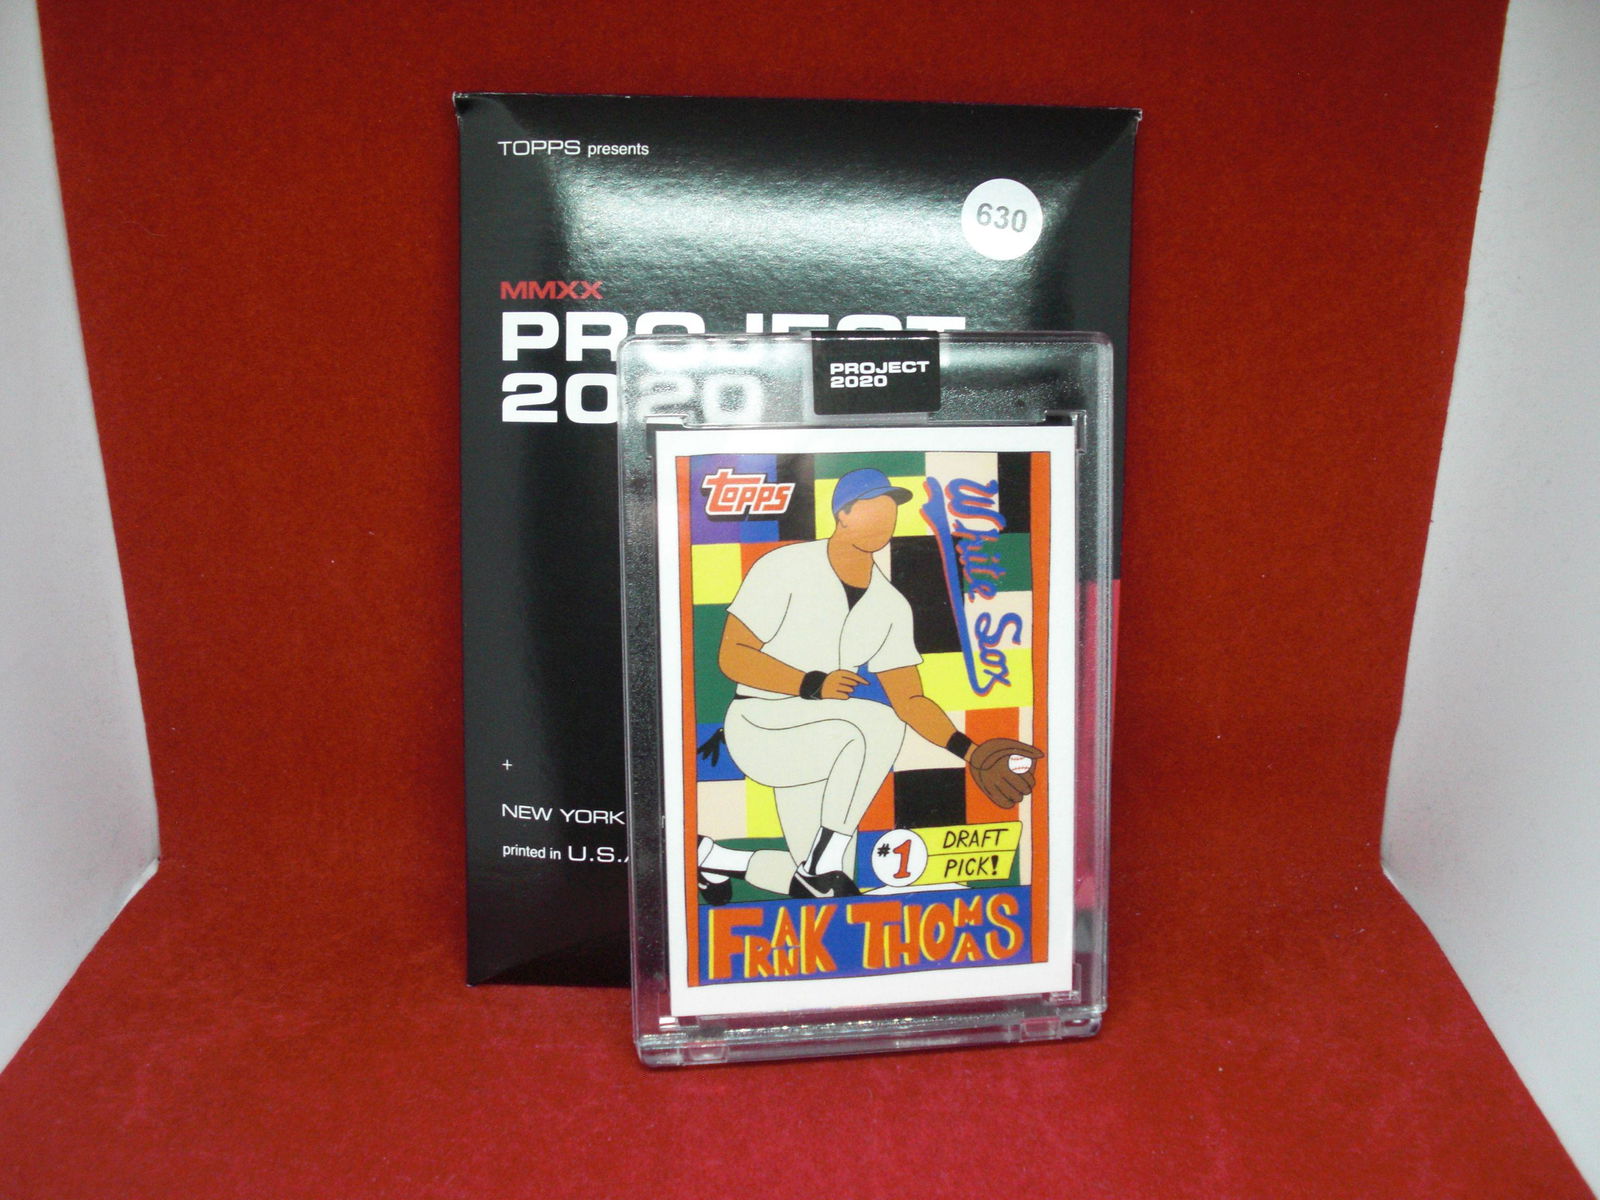 TOPPS presents
630
MMXX
PROJECT
2020
PROJECT
2020
topps
White Sox
#1 DRAFT
PICK!
FRANK THOMAS
+
NEW YORK
printed in U.S.A